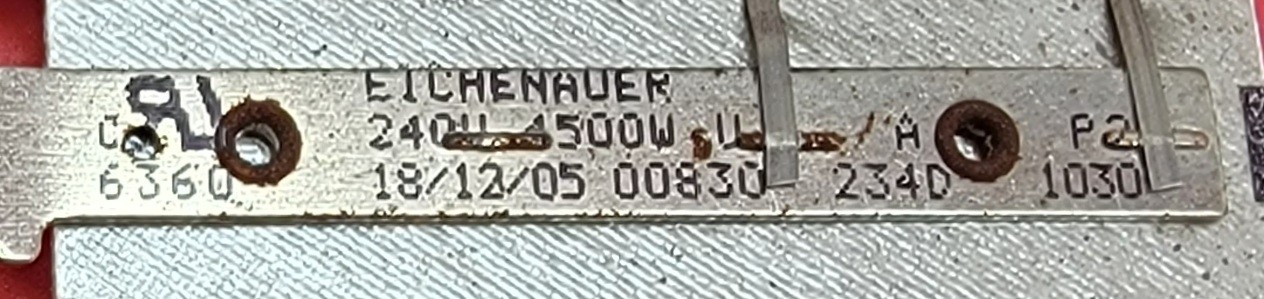 EICHENAUER
240V 4500W A P2
6360 18/12/05 00830 234D 1030